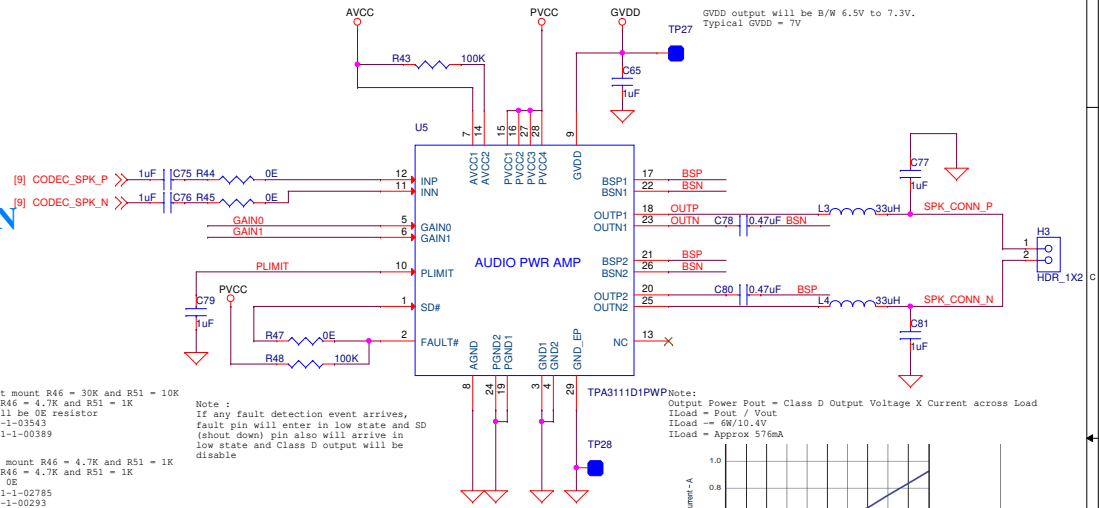 AVCC
PVCC
GVDD
GVDD output will be B/W 6.5V to 7.3V.
Typical GVDD = 7V
TP27
R43
100K
C65
1uF
U5
7
14
15
16
27
28
9
AVCC1
AVCC2
PVCC1
PVCC2
PVCC3
PVCC4
GVDD
[9] CODEC_SPK_P
1uF
C75
R44
0E
12
INP
[9] CODEC_SPK_N
1uF
C76
R45
0E
11
INN
N
GAIN0
5
GAIN0
GAIN1
6
GAIN1
PLIMIT
10
PLIMIT
C79
1uF
PVCC
1
SD#
R47
0E
2
FAULT#
R48
100K
AUDIO PWR AMP
BSP1
17
BSP
BSN1
22
BSN
OUTP1
18
OUTP
OUTN1
23
OUTN
C78
0.47uF
BSN
L3
33uH
SPK_CONN_P
C77
1uF
BSP2
21
BSP
BSN2
26
BSN
OUTP2
20
C80
0.47uF
BSP
OUTN2
25
L4
33uH
SPK_CONN_N
C81
1uF
H3
1
2
HDR_1X2
C
NC
13
AGND
PGND2
PGND1
GND1
GND2
GND_EP
8
24
19
3
4
29
TPA3111D1PWP
TP28
t mount R46 = 30K and R51 = 10K
R46 = 4.7K and R51 = 1K
ll be 0E resistor
-1-03543
1-1-00389
mount R46 = 4.7K and R51 = 1K
R46 = 4.7K and R51 = 1K
0E
1-1-02785
-1-00293
Note :
If any fault detection event arrives,
fault pin will enter in low state and SD
(shout down) pin also will arrive in
low state and Class D output will be
disable
Note:
Output Power Pout = Class D Output Voltage X Current across Load
ILoad = Pout / Vout
ILoad -= 6W/10.4V
ILoad = Approx 576mA
1.0
0.8
urrent - A